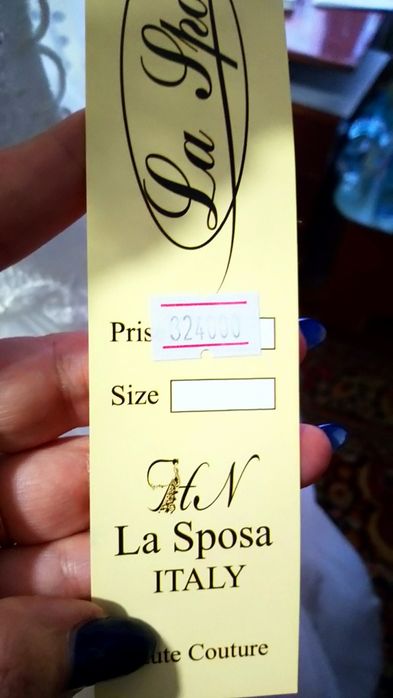 La Spo
Pris 324000
Size
HN
La Sposa
ITALY
ute Couture